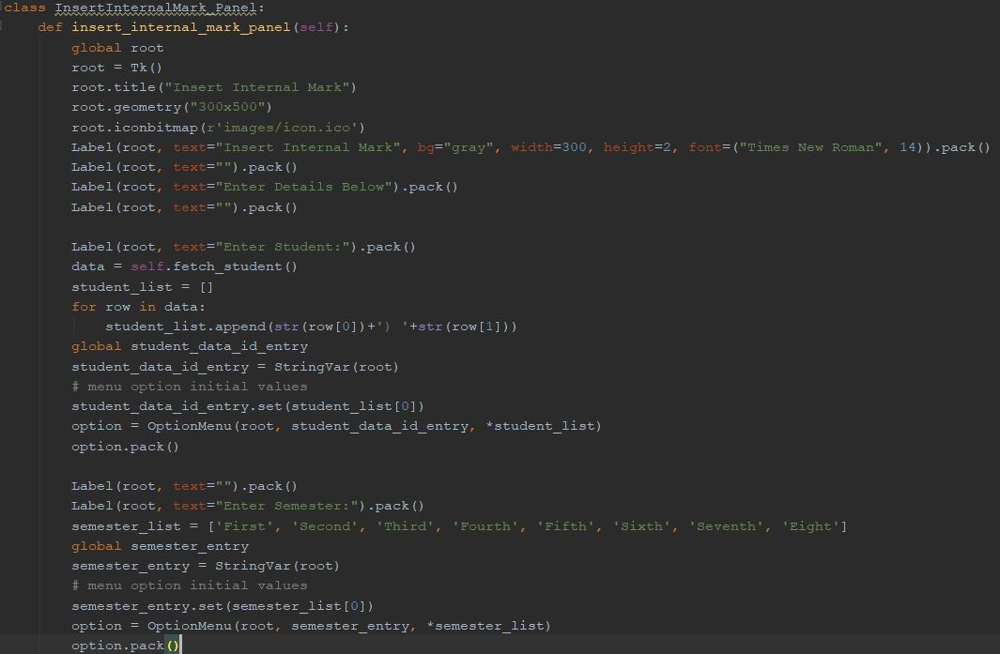 class InsertInternalMark_Panel:
    def insert_internal_mark_panel(self):
        global root
        root = Tk()
        root.title("Insert Internal Mark")
        root.geometry("300x500")
        root.iconbitmap(r'images/icon.ico')
        Label(root, text="Insert Internal Mark", bg="gray", width=300, height=2, font=("Times New Roman", 14)).pack()
        Label(root, text="").pack()
        Label(root, text="Enter Details Below").pack()
        Label(root, text="").pack()

        Label(root, text="Enter Student:").pack()
        data = self.fetch_student()
        student_list = []
        for row in data:
            student_list.append(str(row[0])+') '+str(row[1]))
        global student_data_id_entry
        student_data_id_entry = StringVar(root)
        # menu option initial values
        student_data_id_entry.set(student_list[0])
        option = OptionMenu(root, student_data_id_entry, *student_list)
        option.pack()

        Label(root, text="").pack()
        Label(root, text="Enter Semester:").pack()
        semester_list = ['First', 'Second', 'Third', 'Fourth', 'Fifth', 'Sixth', 'Seventh', 'Eight']
        global semester_entry
        semester_entry = StringVar(root)
        # menu option initial values
        semester_entry.set(semester_list[0])
        option = OptionMenu(root, semester_entry, *semester_list)
        option.pack()